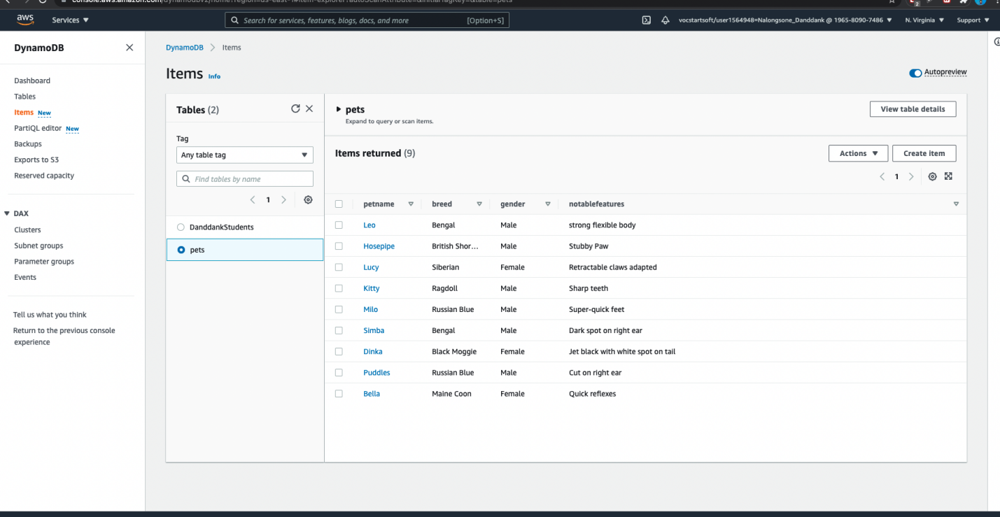 console.aws.amazon.com/dynamodbv2/home?region=us-east-1#item-explorer?autoScanAttribute=&initialTagKey=&table=pets
2
aws
Services
Search for services, features, blogs, docs, and more [Option+S]
vocstartsoft/user1564948=Nalongsone_Danddank @ 1965-8090-7486
N. Virginia
Support
DynamoDB
Dashboard
Tables
Items New
PartiQL editor New
Backups
Exports to S3
Reserved capacity
DAX
Clusters
Subnet groups
Parameter groups
Events
Tell us what you think
Return to the previous console
experience
DynamoDB Items
Items Info
Autopreview
Tables (2)
Tag
Any table tag
Find tables by name
1
DanddankStudents
pets
pets
Expand to query or scan items.
View table details
Items returned (9)
Actions
Create item
1
petname breed gender notablefeatures
Leo Bengal Male strong flexible body
Hosepipe British Shor... Male Stubby Paw
Lucy Siberian Female Retractable claws adapted
Kitty Ragdoll Male Sharp teeth
Milo Russian Blue Male Super-quick feet
Simba Bengal Male Dark spot on right ear
Dinka Black Moggie Female Jet black with white spot on tail
Puddles Russian Blue Male Cut on right ear
Bella Maine Coon Female Quick reflexes